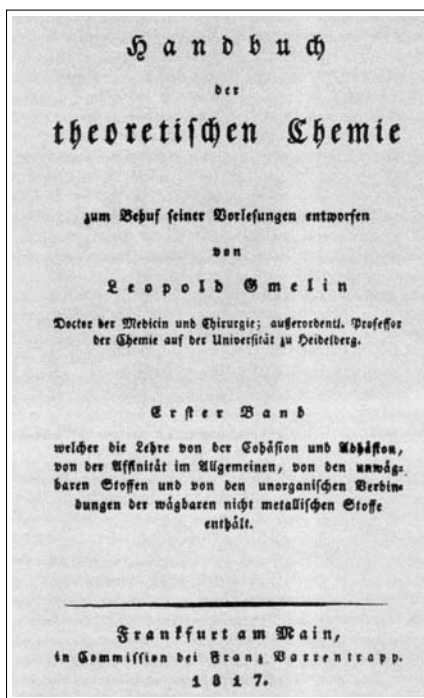 Handbuch
der
theoretiſchen Chemie
zum Behuf ſeiner Vorleſungen entworfen
von
Leopold Gmelin
Doctor der Medicin und Chirurgie; auſſerordentl. Profeſſor
der Chemie auf der Univerſität zu Heidelberg.
Erſter Band
welcher die Lehre von der Cohäſion und Adhäſion,
von der Affinität im Allgemeinen, von den unwäg-
baren Stoffen und von den unorganiſchen Verbin-
dungen der wägbaren nicht metalliſchen Stoffe
enthält.
Frankfurt am Main,
in Commiſſion bei Franz Varrentrapp.
1817.